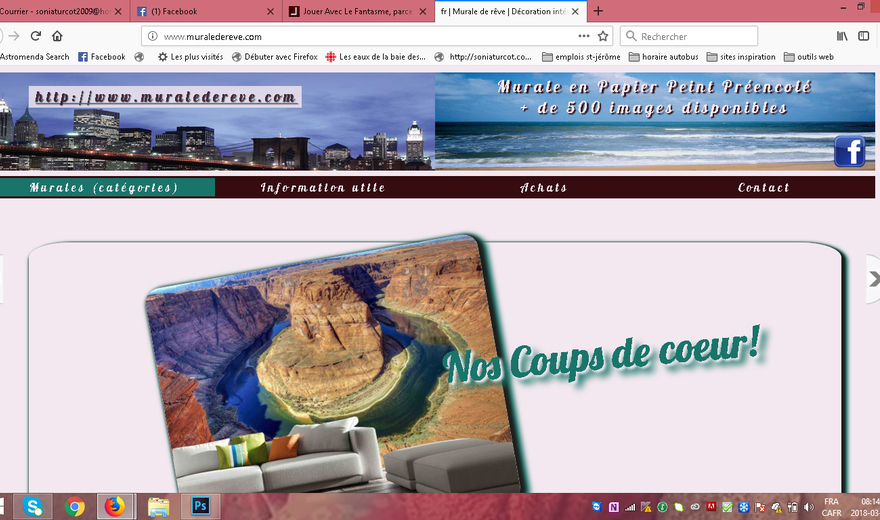 Courrier - soniaturcot2009@ho
(1) Facebook
Jouer Avec Le Fantasme, parce
fr | Murale de rêve | Décoration inté
www.muraledereve.com
Rechercher
Astromenda Search
Facebook
Les plus visités
Débuter avec Firefox
Les eaux de la baie des...
http://soniaturcot.co...
emplois st-jérôme
horaire autobus
sites inspiration
outils web
http://www.muraledereve.com
Murale en Papier Peint Préencolé
+ de 500 images disponibles
Murales (catégories)
Information utile
Achats
Contact
Nos Coups de coeur!
Ps
FRA
08:14
CAFR
2018-03-